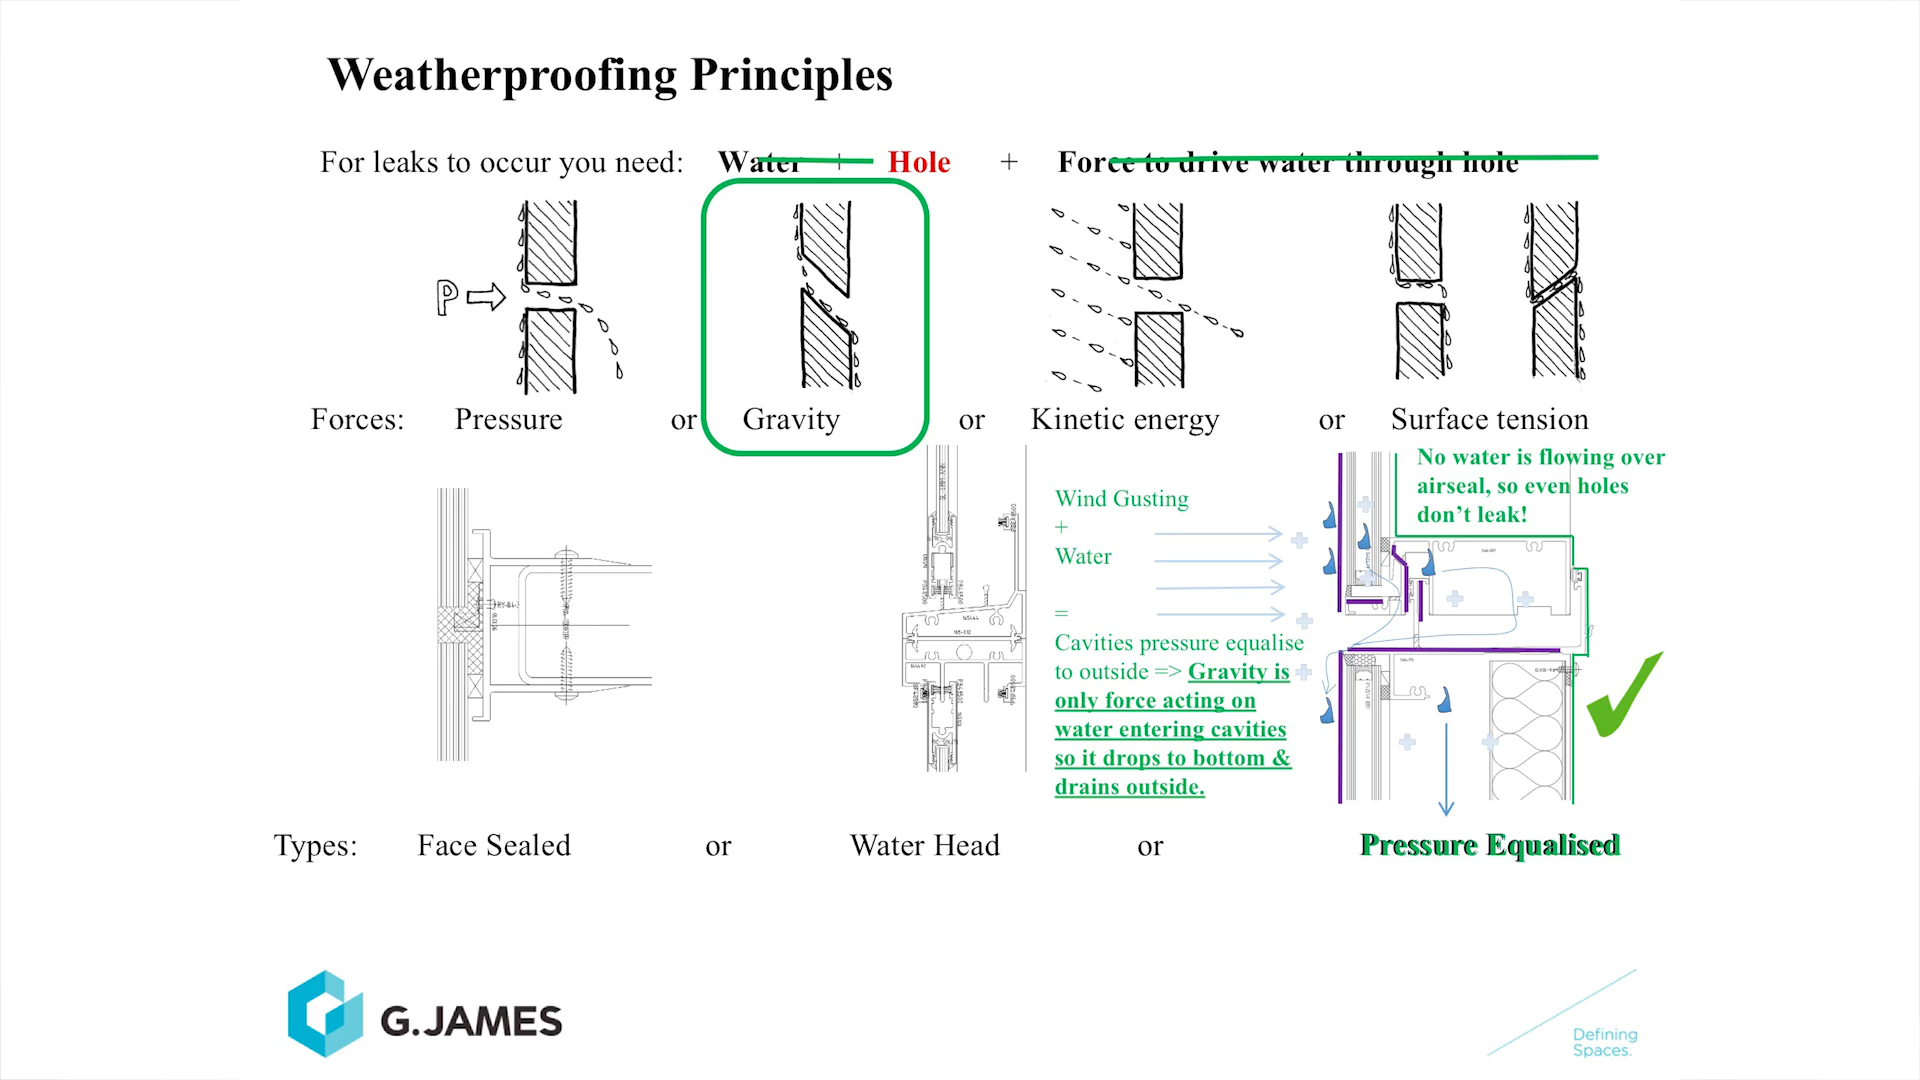 Weatherproofing Principles
For leaks to occur you need: Water + Hole + Force to drive water through hole
P
Forces: Pressure or Gravity or Kinetic energy or Surface tension
No water is flowing over
airseal, so even holes
don't leak!
Wind Gusting
+
Water
=
Cavities pressure equalise
to outside => Gravity is
only force acting on
water entering cavities
so it drops to bottom &
drains outside.
Types: Face Sealed or Water Head or Pressure Equalised
G.JAMES
Defining
Spaces.